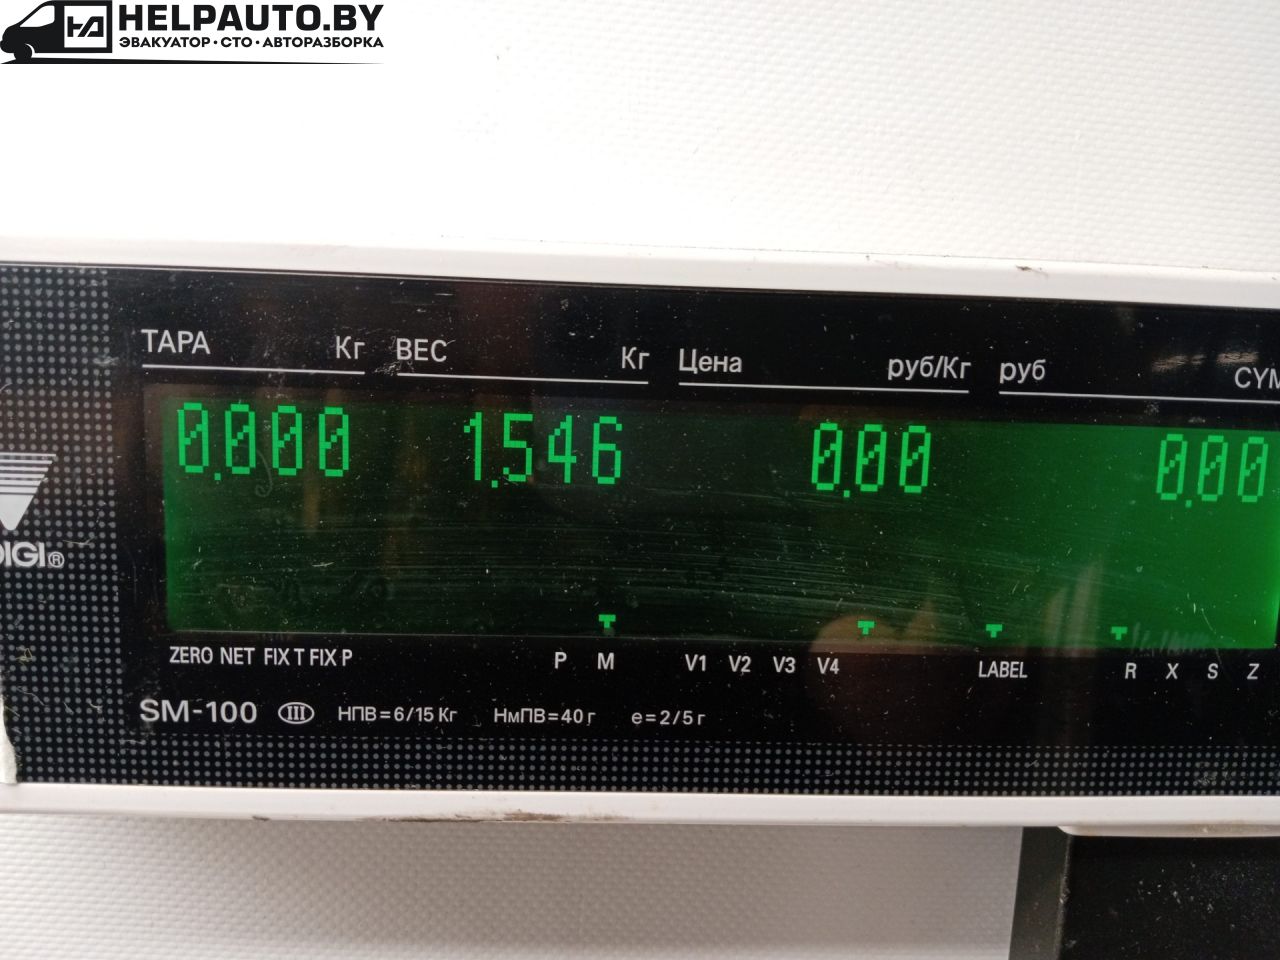 HELPAUTO.BY
ЭВАКУАТОР · СТО · АВТОРАЗБОРКА
ТАРА Кг ВЕС Кг Цена руб/Кг руб
0.000 1.546 0.00 0.00
DIGI®
ZERO NET FIX T FIX P P M V1 V2 V3 V4 LABEL R X S Z
SM-100 III НПВ=6/15 Кг НмПВ=40 г e=2/5 г